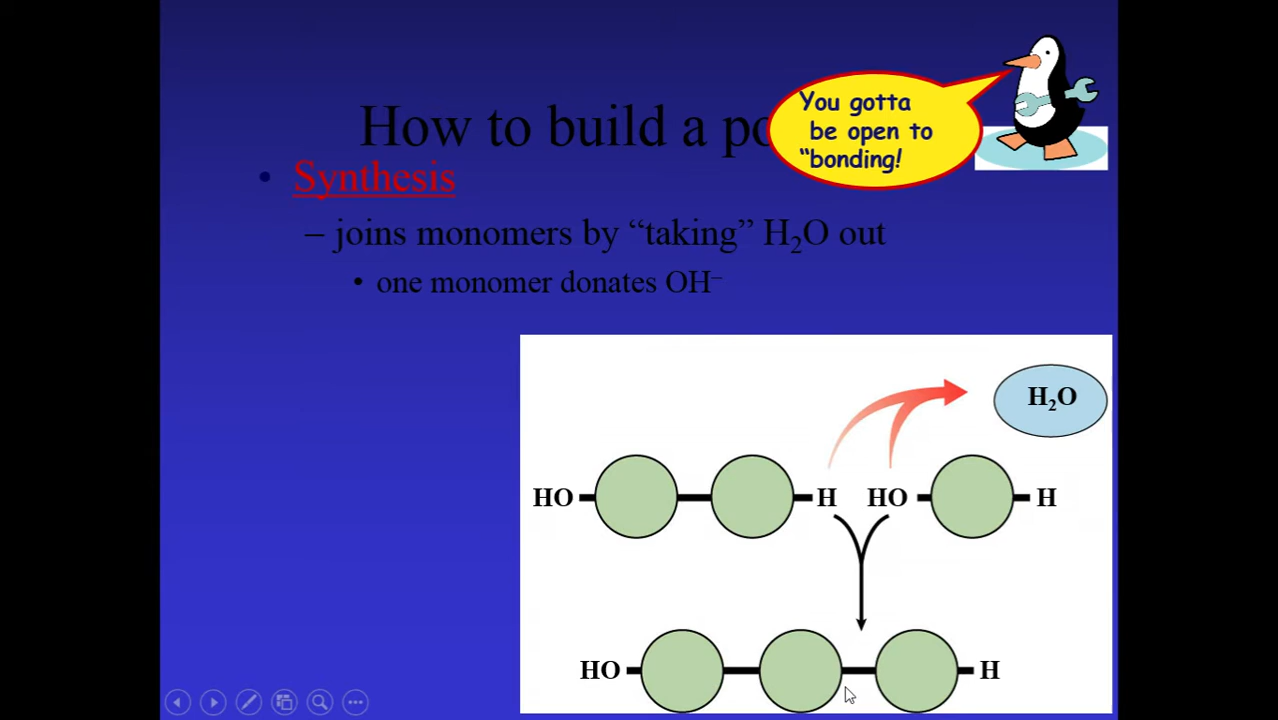 You gotta
be open to
“bonding!
How to build a po
• Synthesis
– joins monomers by “taking” H₂O out
• one monomer donates OH⁻
H₂O
HO H HO H
HO H